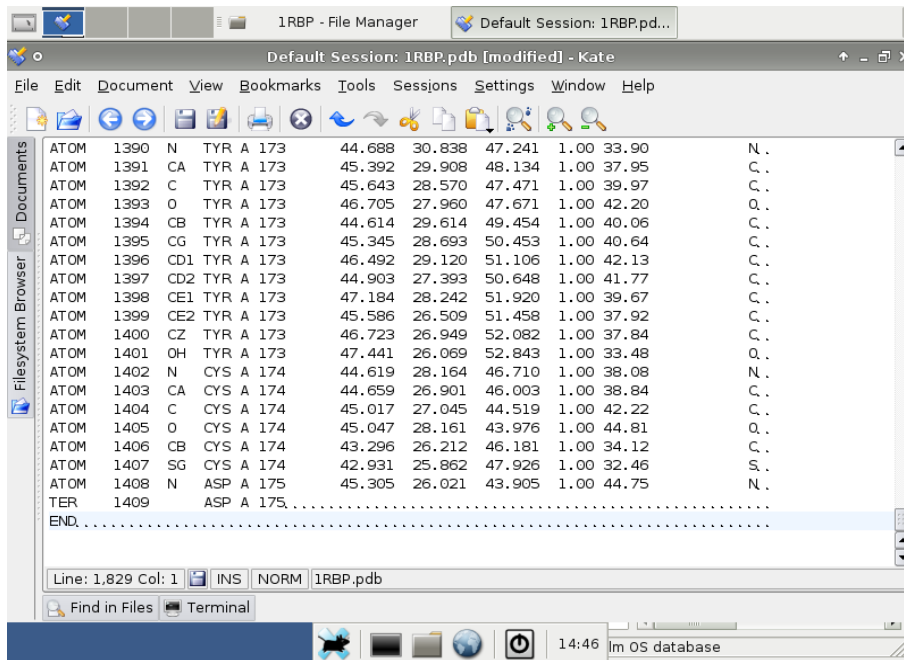 1RBP - File Manager
Default Session: 1RBP.pd...
Default Session: 1RBP.pdb [modified] - Kate
File Edit Document View Bookmarks Tools Sessions Settings Window Help
Documents
Filesystem Browser
ATOM 1390 N TYR A 173 44.688 30.838 47.241 1.00 33.90 N..
ATOM 1391 CA TYR A 173 45.392 29.908 48.134 1.00 37.95 C..
ATOM 1392 C TYR A 173 45.643 28.570 47.471 1.00 39.97 C..
ATOM 1393 O TYR A 173 46.705 27.960 47.671 1.00 42.20 O..
ATOM 1394 CB TYR A 173 44.614 29.614 49.454 1.00 40.06 C..
ATOM 1395 CG TYR A 173 45.345 28.693 50.453 1.00 40.64 C..
ATOM 1396 CD1 TYR A 173 46.492 29.120 51.106 1.00 42.13 C..
ATOM 1397 CD2 TYR A 173 44.903 27.393 50.648 1.00 41.77 C..
ATOM 1398 CE1 TYR A 173 47.184 28.242 51.920 1.00 39.67 C..
ATOM 1399 CE2 TYR A 173 45.586 26.509 51.458 1.00 37.92 C..
ATOM 1400 CZ TYR A 173 46.723 26.949 52.082 1.00 37.84 C..
ATOM 1401 OH TYR A 173 47.441 26.069 52.843 1.00 33.48 O..
ATOM 1402 N CYS A 174 44.619 28.164 46.710 1.00 38.08 N..
ATOM 1403 CA CYS A 174 44.659 26.901 46.003 1.00 38.84 C..
ATOM 1404 C CYS A 174 45.017 27.045 44.519 1.00 42.22 C..
ATOM 1405 O CYS A 174 45.047 28.161 43.976 1.00 44.81 O..
ATOM 1406 CB CYS A 174 43.296 26.212 46.181 1.00 34.12 C..
ATOM 1407 SG CYS A 174 42.931 25.862 47.926 1.00 32.46 S..
ATOM 1408 N ASP A 175 45.305 26.021 43.905 1.00 44.75 N..
TER 1409 ASP A 175......................................................
END.............................................................................
Line: 1,829 Col: 1 INS NORM 1RBP.pdb
Find in Files Terminal
14:46 lm OS database